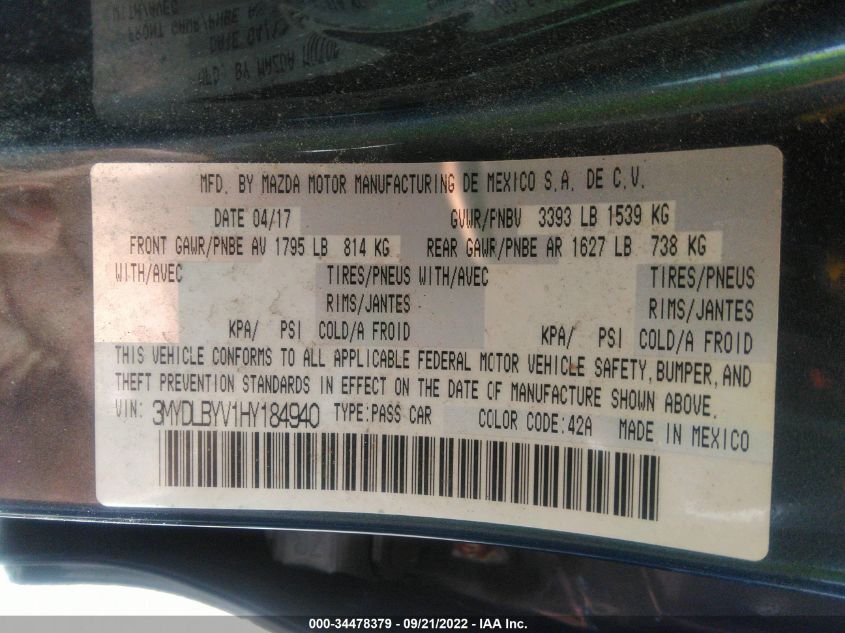 MFD. BY MAZDA MOTOR MANUFACTURING DE MEXICO S.A. DE C.V.
DATE 04/17 GVWR/PNBV 3393 LB 1539 KG
FRONT GAWR/PNBE AV 1795 LB 814 KG REAR GAWR/PNBE AR 1627 LB 738 KG
WITH/AVEC TIRES/PNEUS WITH/AVEC TIRES/PNEUS
RIMS/JANTES RIMS/JANTES
KPA/ PSI COLD/A FROID KPA/ PSI COLD/A FROID
THIS VEHICLE CONFORMS TO ALL APPLICABLE FEDERAL MOTOR VEHICLE SAFETY, BUMPER, AND
THEFT PREVENTION STANDARDS IN EFFECT ON THE DATE OF MANUFACTURE SHOWN ABOVE.
VIN: 3MYDLBYV1HY184940 TYPE:PASS CAR COLOR CODE:42A MADE IN MEXICO
000-34478379 - 09/21/2022 - IAA Inc.